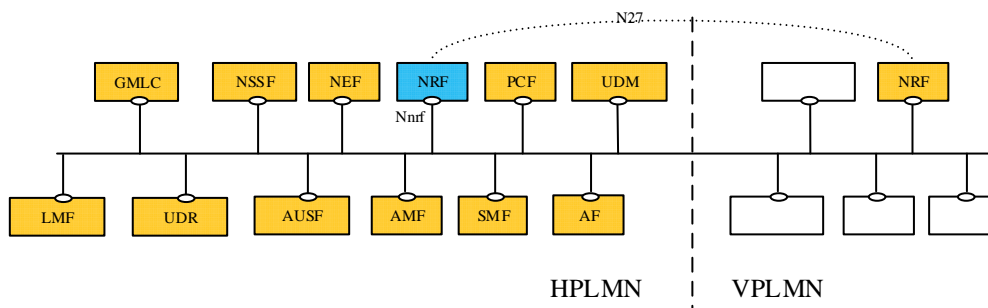 N27
GMLC
NSSF
NEF
NRF
PCF
UDM
NRF
Nnrf
LMF
UDR
AUSF
AMF
SMF
AF
HPLMN
VPLMN